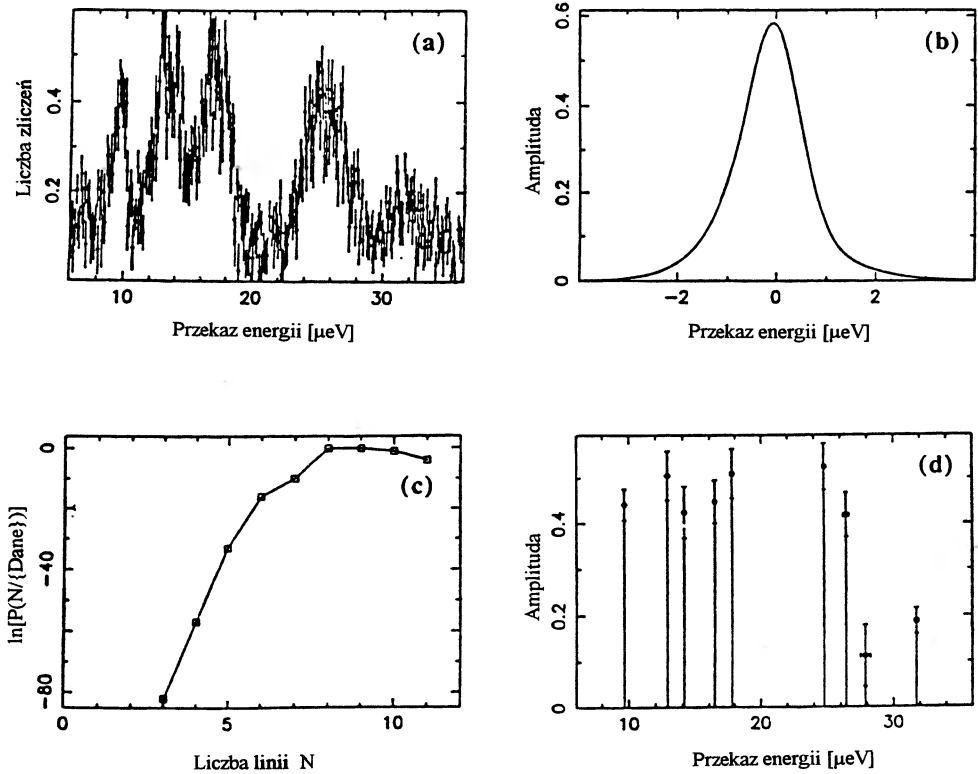 (a)
Liczba zliczeń
0.4
0.2
10 20 30
Przekaz energii [μeV]
(b)
Amplituda
0.6
0.4
0.2
0
−2 0 2
Przekaz energii [μeV]
(c)
ln[P(N/{Dane})]
0
−40
−80
0 5 10
Liczba linii N
(d)
Amplituda
0.4
0.2
0
10 20 30
Przekaz energii [μeV]